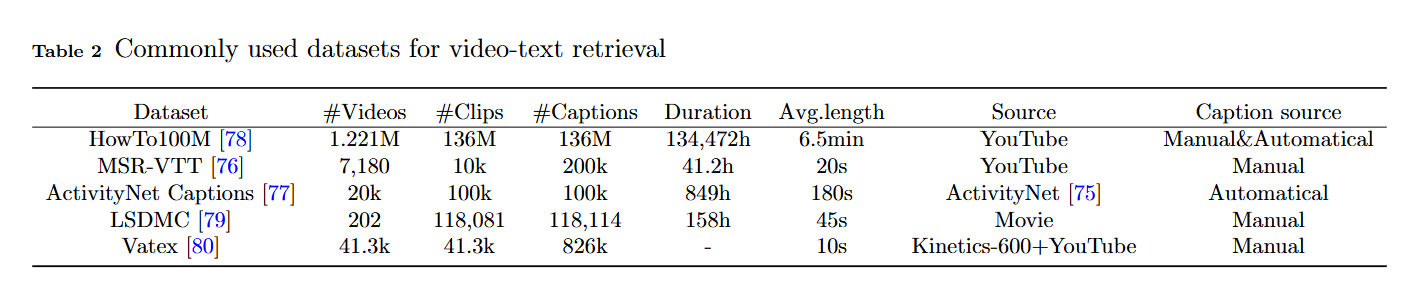 Table 2 Commonly used datasets for video-text retrieval
Dataset #Videos #Clips #Captions Duration Avg.length Source Caption source
HowTo100M [78] 1.221M 136M 136M 134,472h 6.5min YouTube Manual&Automatical
MSR-VTT [76] 7,180 10k 200k 41.2h 20s YouTube Manual
ActivityNet Captions [77] 20k 100k 100k 849h 180s ActivityNet [75] Automatical
LSDMC [79] 202 118,081 118,114 158h 45s Movie Manual
Vatex [80] 41.3k 41.3k 826k - 10s Kinetics-600+YouTube Manual